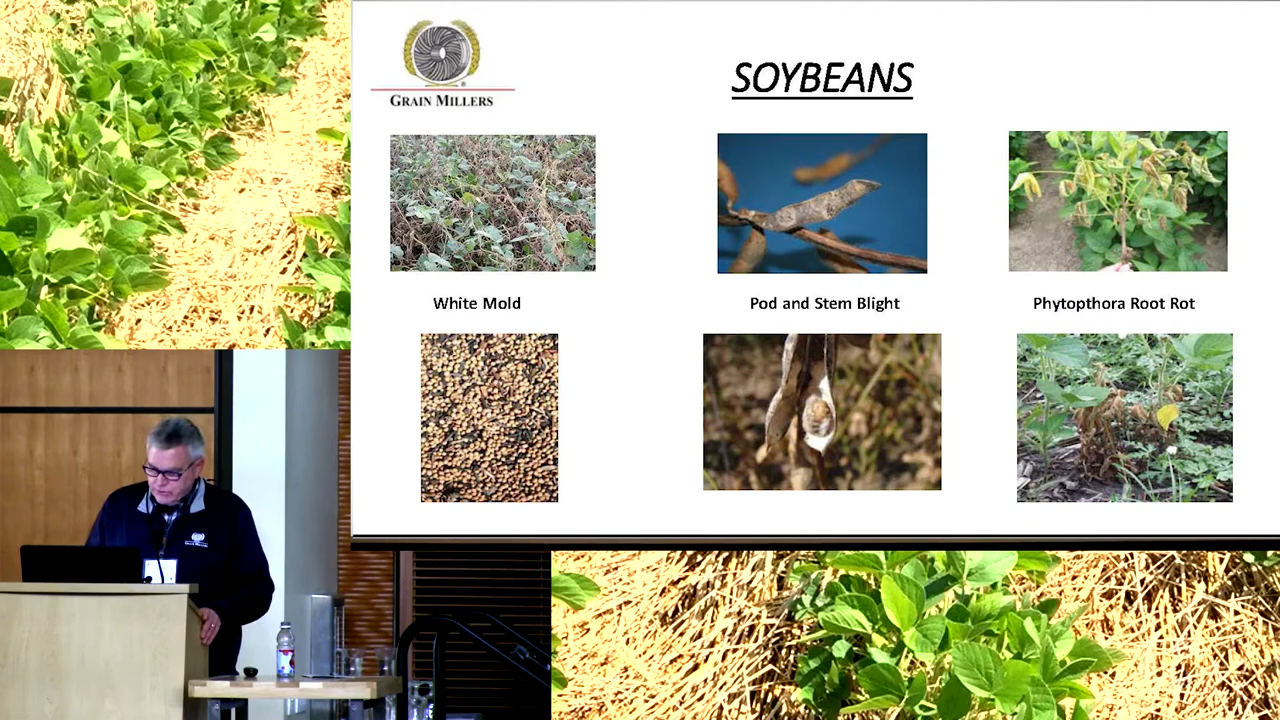 GRAIN MILLERS
SOYBEANS
White Mold
Pod and Stem Blight
Phytopthora Root Rot